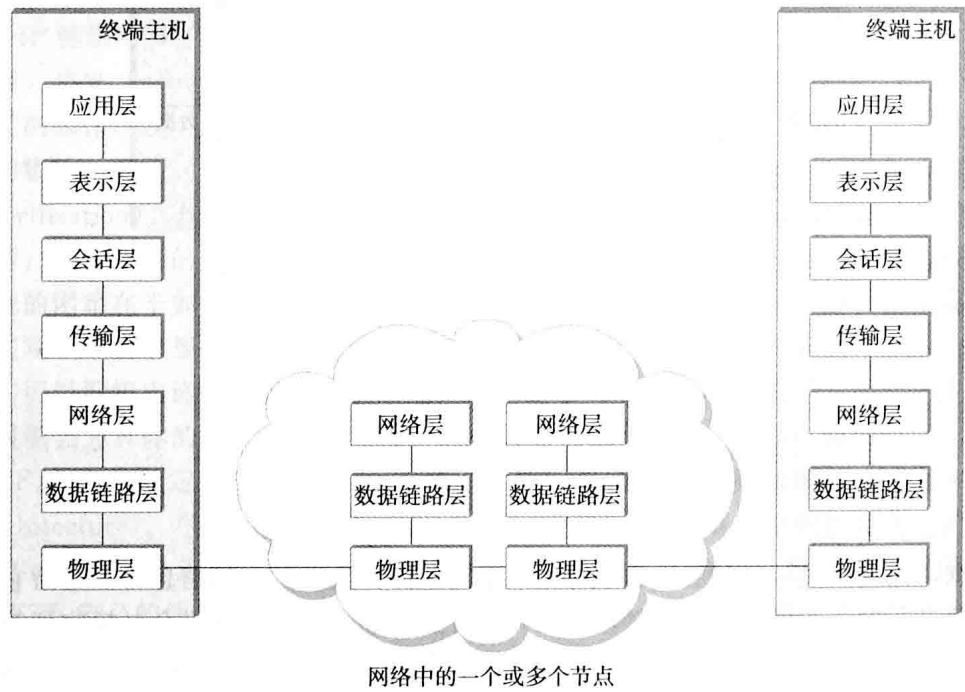 终端主机
应用层
表示层
会话层
传输层
网络层
数据链路层
物理层
网络层
数据链路层
物理层
网络层
数据链路层
物理层
终端主机
应用层
表示层
会话层
传输层
网络层
数据链路层
物理层
网络中的一个或多个节点